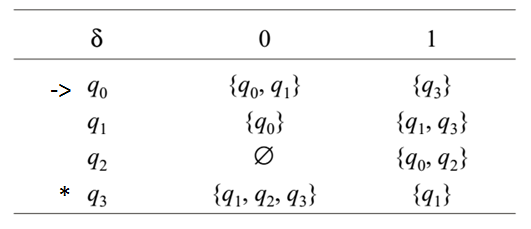 δ 0 1
-> q₀ {q₀, q₁} {q₃}
q₁ {q₀} {q₁, q₃}
q₂ ∅ {q₀, q₂}
* q₃ {q₁, q₂, q₃} {q₁}